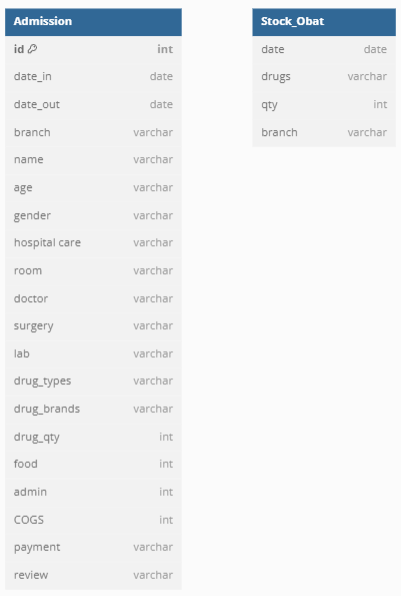 Admission
id int
date_in date
date_out date
branch varchar
name varchar
age varchar
gender varchar
hospital care varchar
room varchar
doctor varchar
surgery varchar
lab varchar
drug_types varchar
drug_brands varchar
drug_qty int
food int
admin int
COGS int
payment varchar
review varchar
Stock_Obat
date date
drugs varchar
qty int
branch varchar